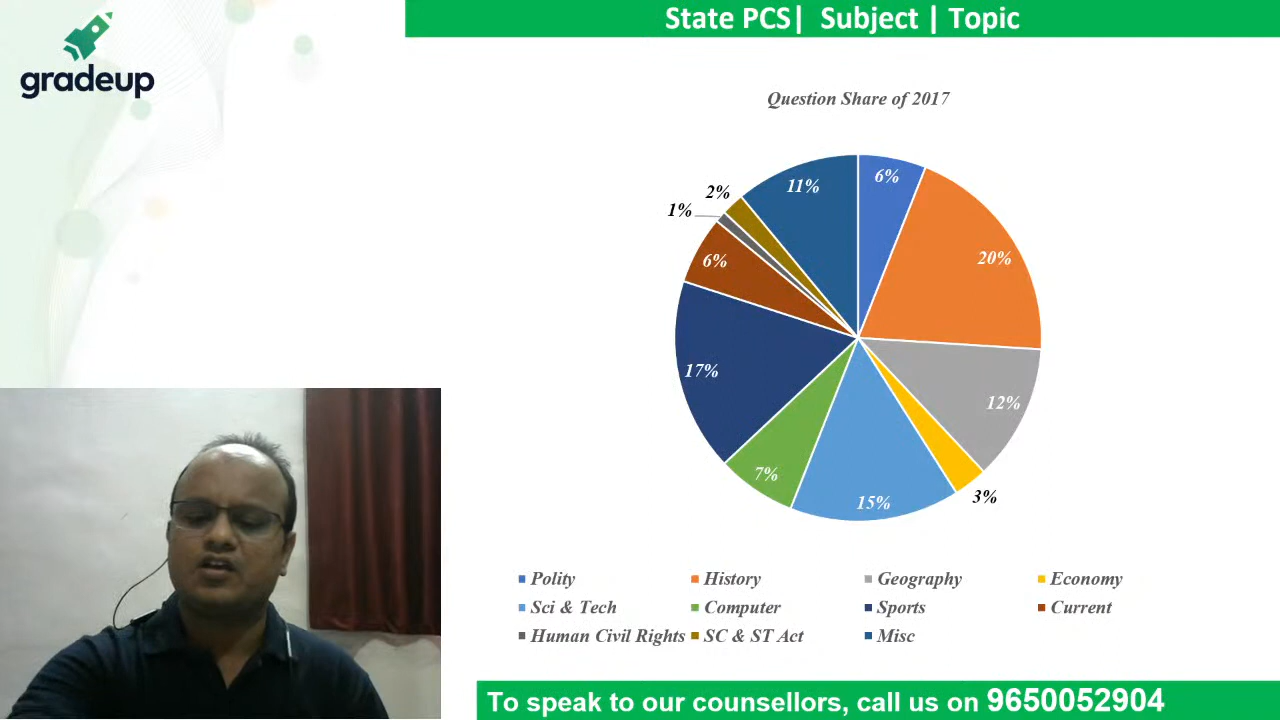 State PCS| Subject | Topic
gradeup
Question Share of 2017
6%
20%
12%
3%
15%
7%
17%
6%
1%
2%
11%
Polity History Geography Economy
Sci & Tech Computer Sports Current
Human Civil Rights SC & ST Act Misc
To speak to our counsellors, call us on 9650052904